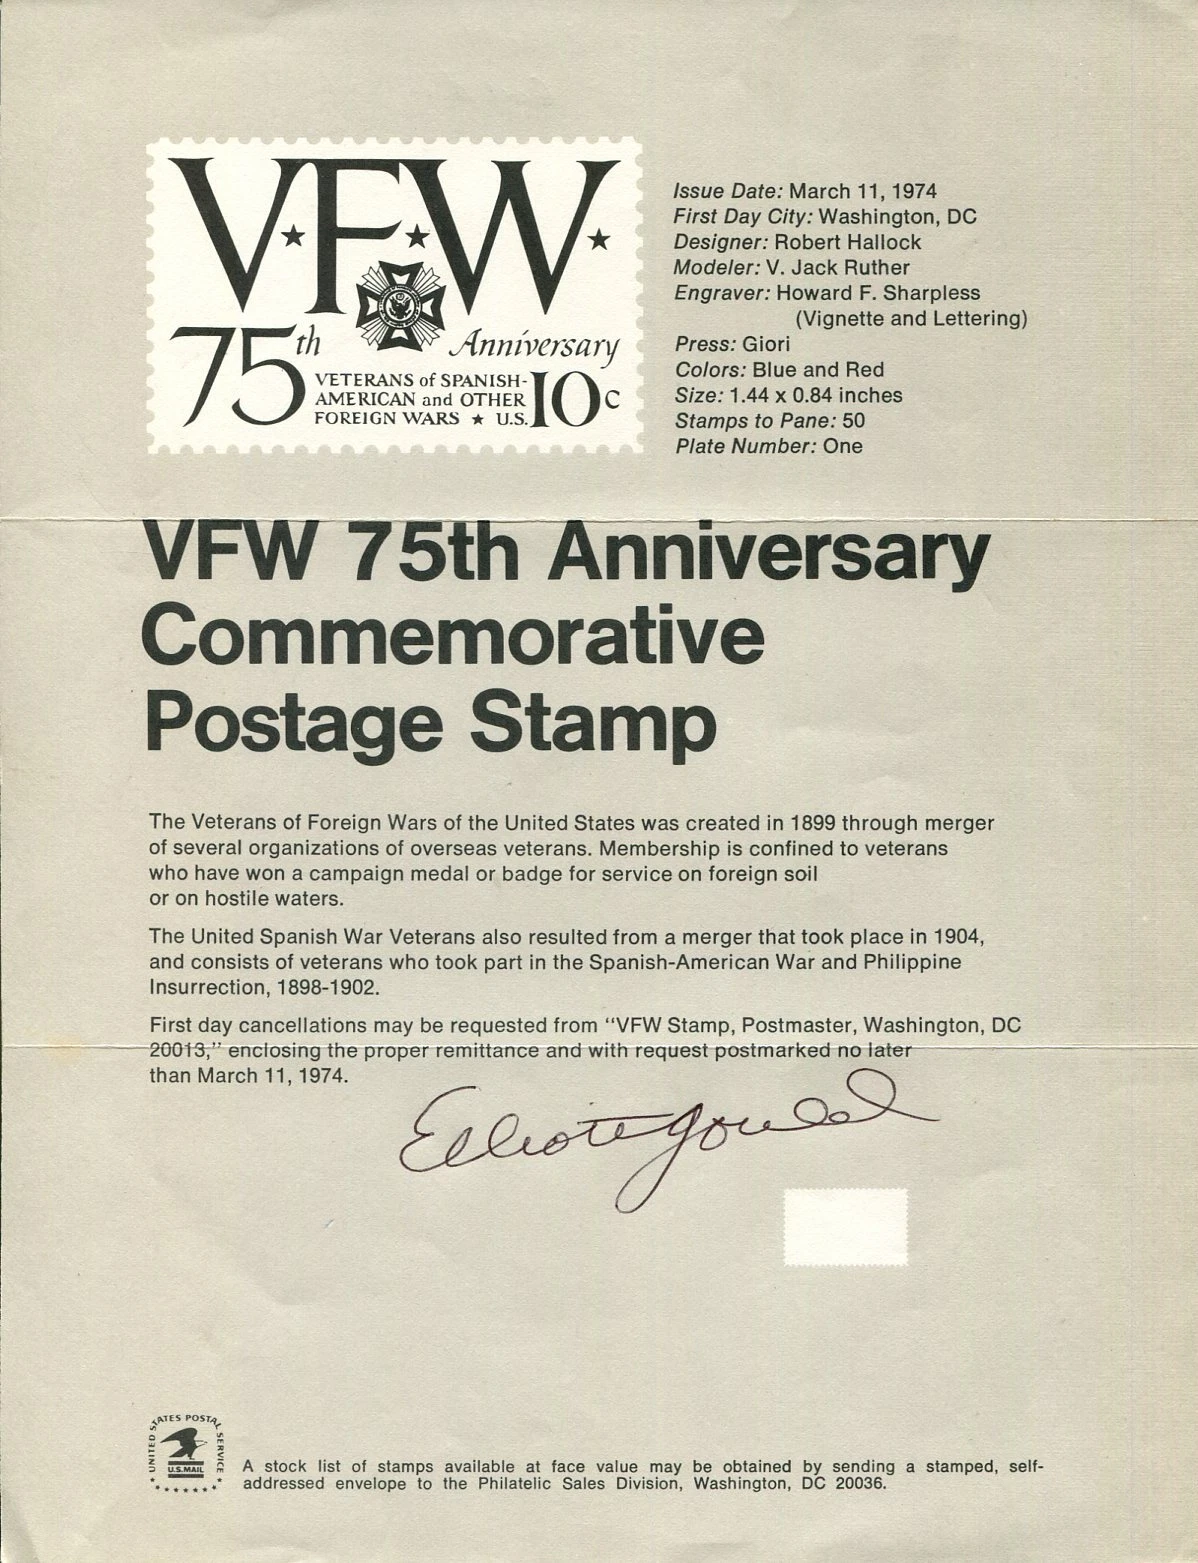 V★F★W★
75th Anniversary
VETERANS of SPANISH-
AMERICAN and OTHER
FOREIGN WARS ★ U.S. 10c
Issue Date: March 11, 1974
First Day City: Washington, DC
Designer: Robert Hallock
Modeler: V. Jack Ruther
Engraver: Howard F. Sharpless
(Vignette and Lettering)
Press: Giori
Colors: Blue and Red
Size: 1.44 x 0.84 inches
Stamps to Pane: 50
Plate Number: One
VFW 75th Anniversary
Commemorative
Postage Stamp
The Veterans of Foreign Wars of the United States was created in 1899 through merger
of several organizations of overseas veterans. Membership is confined to veterans
who have won a campaign medal or badge for service on foreign soil
or on hostile waters.
The United Spanish War Veterans also resulted from a merger that took place in 1904,
and consists of veterans who took part in the Spanish-American War and Philippine
Insurrection, 1898-1902.
First day cancellations may be requested from “VFW Stamp, Postmaster, Washington, DC
20013,” enclosing the proper remittance and with request postmarked no later
than March 11, 1974.
Elliott Gould
UNITED STATES POSTAL SERVICE
U.S.MAIL
A stock list of stamps available at face value may be obtained by sending a stamped, self-
addressed envelope to the Philatelic Sales Division, Washington, DC 20036.